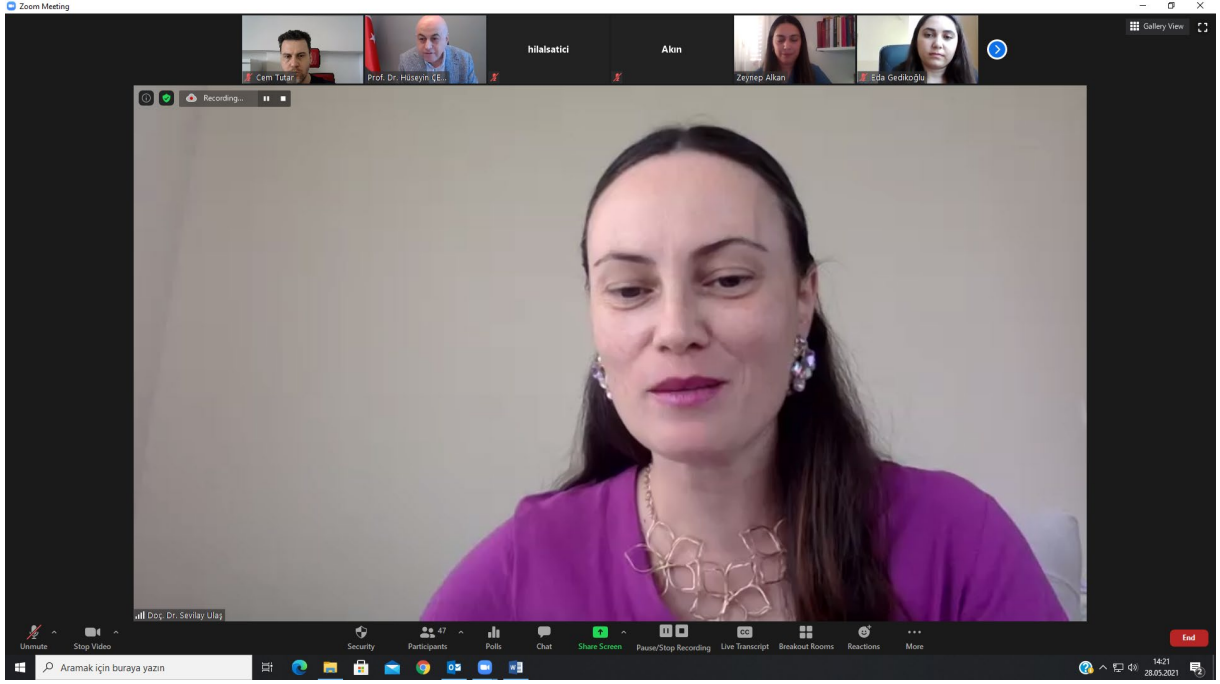 Zoom Meeting
Gallery View
hilalsatici
Akın
Cem Tutar
Prof. Dr. Hüseyin ÇE...
Zeynep Alkan
Eda Gedikoğlu
Recording...
Doç. Dr. Sevilay Ulaş
Unmute
Stop Video
Security
47
Participants
Polls
Chat
Share Screen
Pause/Stop Recording
CC
Live Transcript
Breakout Rooms
Reactions
More
End
Aramak için buraya yazın
14:21
28.05.2021
2